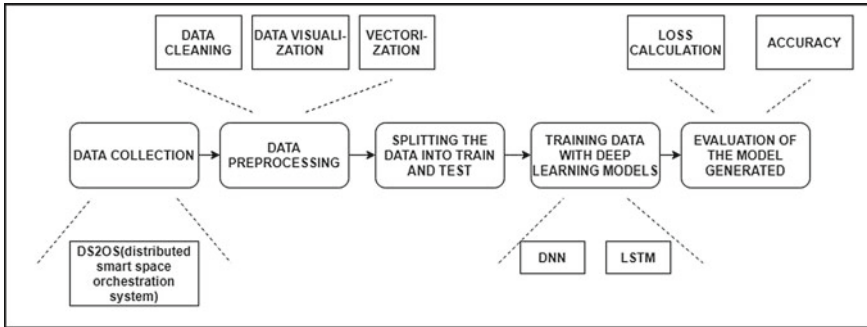 DATA
CLEANING
DATA VISUALI-
ZATION
VECTORI-
ZATION
LOSS
CALCULATION
ACCURACY
DATA COLLECTION
DATA
PREPROCESSING
SPLITTING THE
DATA INTO TRAIN
AND TEST
TRAINING DATA
WITH DEEP
LEARNING MODELS
EVALUATION OF
THE MODEL
GENERATED
DS2OS(distributed
smart space
orchestration
system)
DNN
LSTM